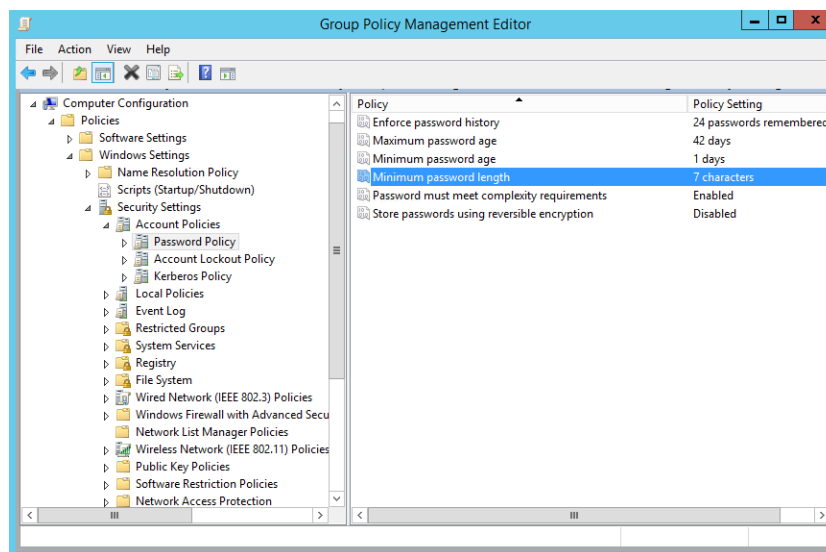 Group Policy Management Editor
File Action View Help
Computer Configuration
Policies
Software Settings
Windows Settings
Name Resolution Policy
Scripts (Startup/Shutdown)
Security Settings
Account Policies
Password Policy
Account Lockout Policy
Kerberos Policy
Local Policies
Event Log
Restricted Groups
System Services
Registry
File System
Wired Network (IEEE 802.3) Policies
Windows Firewall with Advanced Secu
Network List Manager Policies
Wireless Network (IEEE 802.11) Policies
Public Key Policies
Software Restriction Policies
Network Access Protection
Policy Policy Setting
Enforce password history 24 passwords remembered
Maximum password age 42 days
Minimum password age 1 days
Minimum password length 7 characters
Password must meet complexity requirements Enabled
Store passwords using reversible encryption Disabled